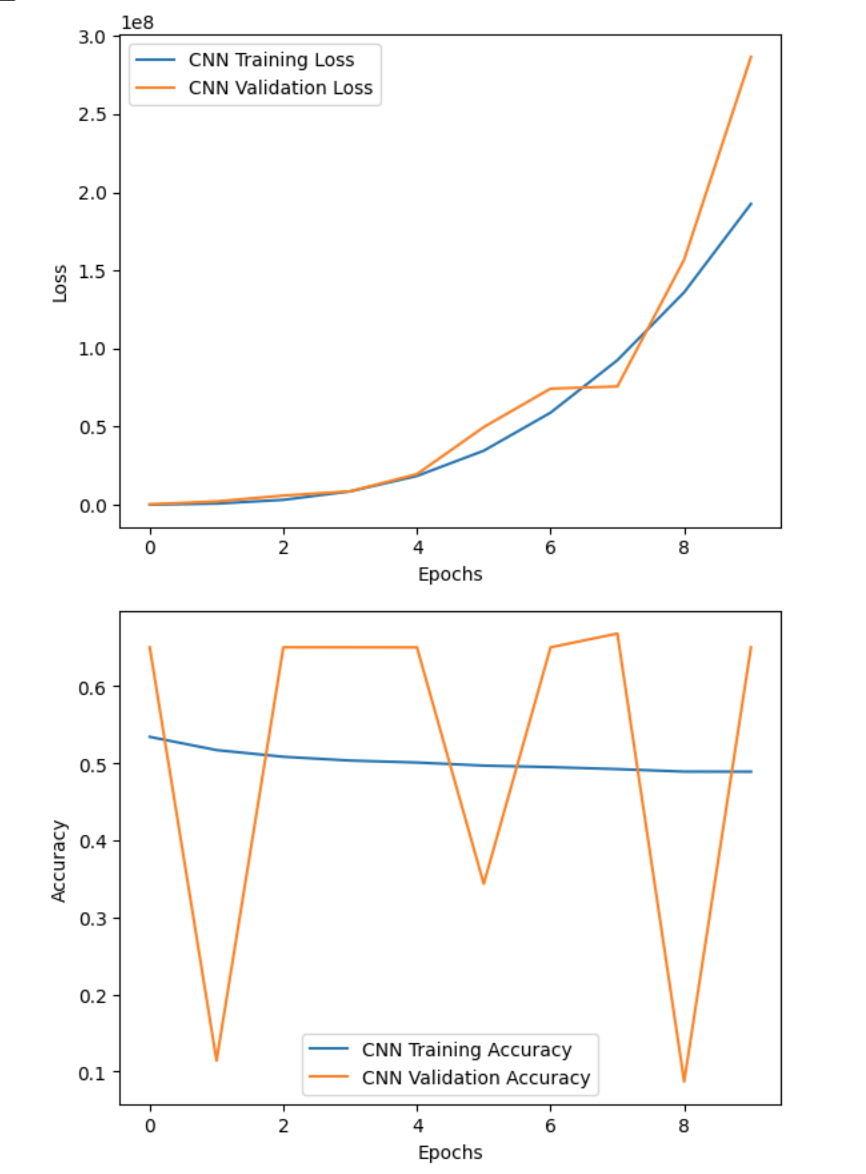 1e8
3.0
CNN Training Loss
CNN Validation Loss
2.5
2.0
1.5
1.0
0.5
0.0
Loss
0 2 4 6 8
Epochs
0.6
0.5
0.4
0.3
0.2
0.1
Accuracy
CNN Training Accuracy
CNN Validation Accuracy
0 2 4 6 8
Epochs